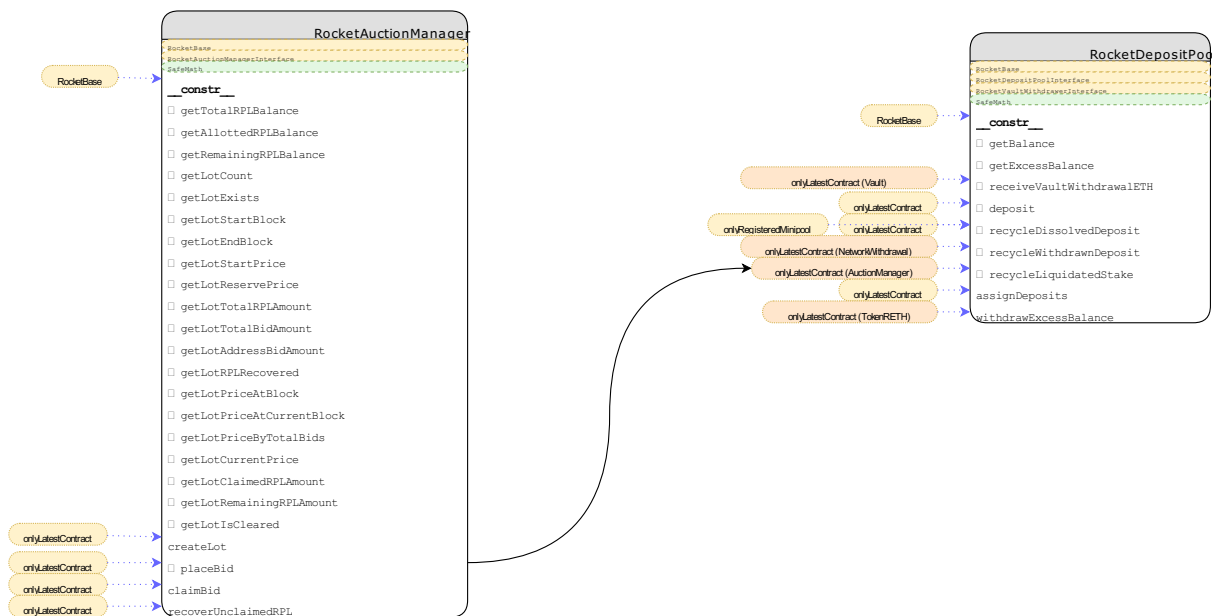 RocketAuctionManager
RocketBase
RocketAuctionManagerInterface
SafeMath
RocketBase
__constr__
getTotalRPLBalance
getAllottedRPLBalance
getRemainingRPLBalance
getLotCount
getLotExists
getLotStartBlock
getLotEndBlock
getLotStartPrice
getLotReservePrice
getLotTotalRPLAmount
getLotTotalBidAmount
getLotAddressBidAmount
getLotRPLRecovered
getLotPriceAtBlock
getLotPriceAtCurrentBlock
getLotPriceByTotalBids
getLotCurrentPrice
getLotClaimedRPLAmount
getLotRemainingRPLAmount
getLotIsCleared
onlyLatestContract
createLot
onlyLatestContract
placeBid
onlyLatestContract
claimBid
onlyLatestContract
recoverUnclaimedRPL
RocketDepositPoo
RocketBase
RocketDepositPoolInterface
RocketVaultWithdrawerInterface
SafeMath
RocketBase
__constr__
getBalance
getExcessBalance
onlyLatestContract (Vault)
receiveVaultWithdrawalETH
onlyLatestContract
deposit
onlyRegisteredMinipool
onlyLatestContract
recycleDissolvedDeposit
onlyLatestContract (NetworkWithdrawal)
recycleWithdrawnDeposit
onlyLatestContract (AuctionManager)
recycleLiquidatedStake
onlyLatestContract
assignDeposits
onlyLatestContract (TokenRETH)
withdrawExcessBalance